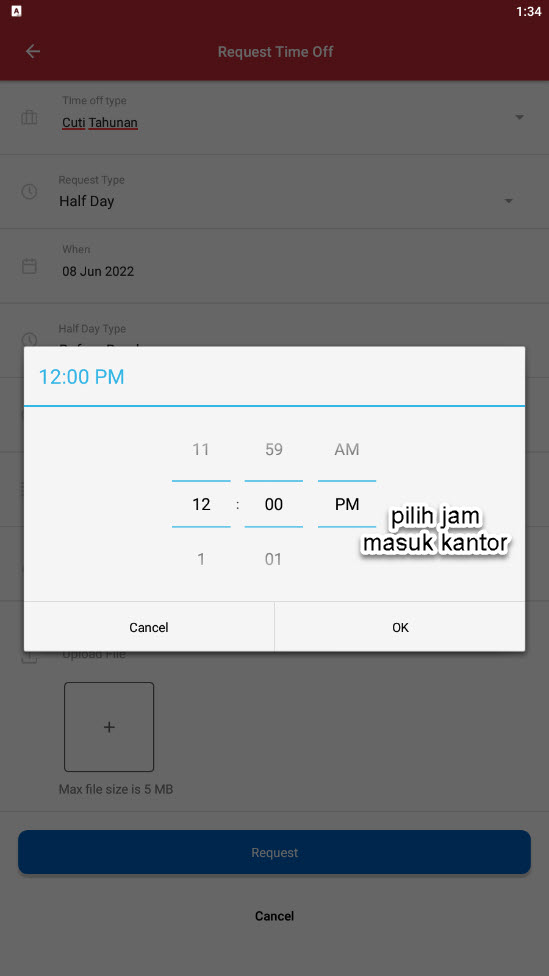 A
1:34
Request Time Off
Time off type
Cuti Tahunan
Request Type
Half Day
When
08 Jun 2022
Half Day Type
12:00 PM
11 59 AM
12 : 00 PM
pilih jam
masuk kantor
1 01
Cancel OK
Upload File
+
Max file size is 5 MB
Request
Cancel